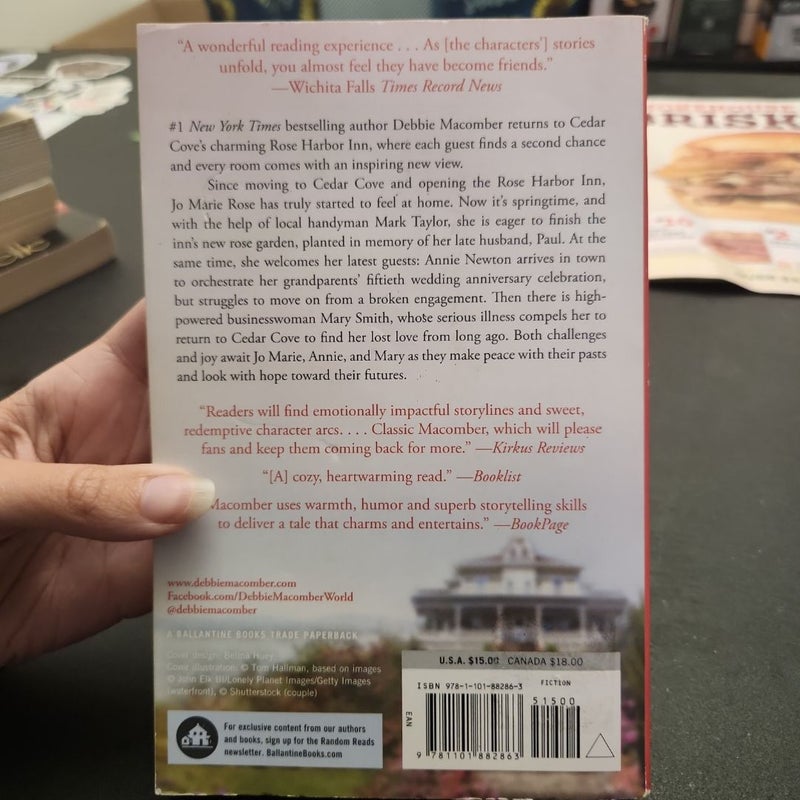 “A wonderful reading experience . . . As [the characters’] stories
unfold, you almost feel they have become friends.”
—Wichita Falls Times Record News
#1 New York Times bestselling author Debbie Macomber returns to Cedar
Cove’s charming Rose Harbor Inn, where each guest finds a second chance
and every room comes with an inspiring new view.
Since moving to Cedar Cove and opening the Rose Harbor Inn,
Jo Marie Rose has truly started to feel at home. Now it’s springtime, and
with the help of local handyman Mark Taylor, she is eager to finish the
inn’s new rose garden, planted in memory of her late husband, Paul. At the
same time, she welcomes her latest guests: Annie Newton arrives in town
to orchestrate her grandparents’ fiftieth wedding anniversary celebration,
but struggles to move on from a broken engagement. Then there is high-
powered businesswoman Mary Smith, whose serious illness compels her to
return to Cedar Cove to find her lost love from long ago. Both challenges
and joy await Jo Marie, Annie, and Mary as they make peace with their pasts
and look with hope toward their futures.
“Readers will find emotionally impactful storylines and sweet,
redemptive character arcs. . . . Classic Macomber, which will please
fans and keep them coming back for more.” —Kirkus Reviews
“[A] cozy, heartwarming read.” —Booklist
Macomber uses warmth, humor and superb storytelling skills
to deliver a tale that charms and entertains.” —BookPage
www.debbiemacomber.com
Facebook.com/DebbieMacomberWorld
@debbiemacomber
A BALLANTINE BOOKS TRADE PAPERBACK
Cover design: Belina Huey
Cover illustration: © Tom Hallman, based on images
© John Elk III/Lonely Planet Images/Getty Images
(waterfront), © Shutterstock (couple)
For exclusive content from our authors
and books, sign up for the Random Reads
newsletter. BallantineBooks.com
U.S.A. $15.00 CANADA $18.00
ISBN 978-1-101-88286-3
FICTION
51500
EAN
9 781101 882863
BRISK